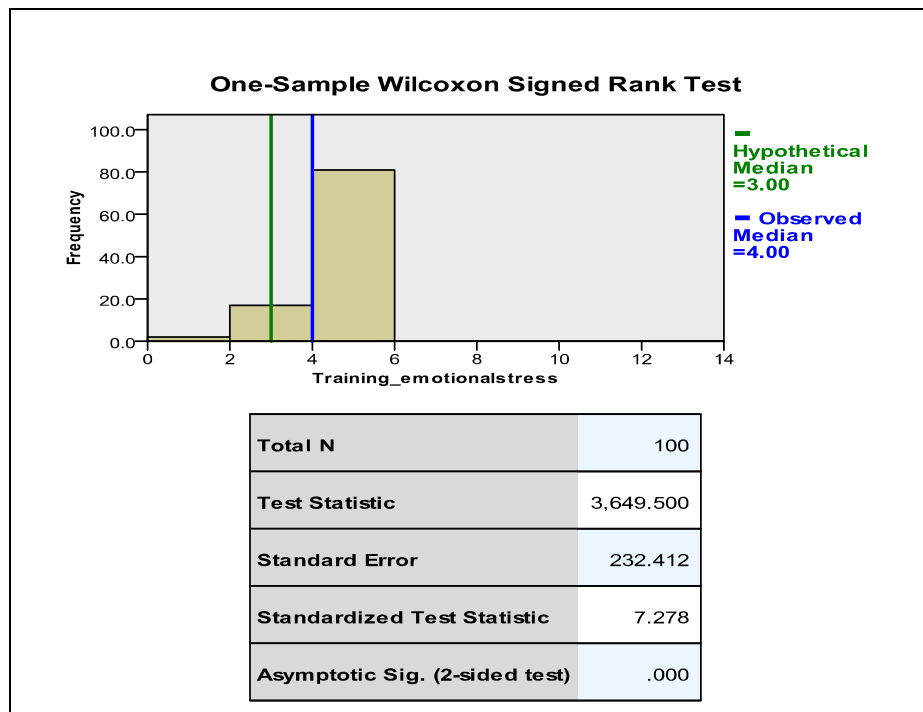 One-Sample Wilcoxon Signed Rank Test
100.0
80.0
60.0
40.0
20.0
0.0
Frequency
0 2 4 6 8 10 12 14
Training_emotionalstress
Hypothetical
Median
=3.00
Observed
Median
=4.00
Total N 100
Test Statistic 3,649.500
Standard Error 232.412
Standardized Test Statistic 7.278
Asymptotic Sig. (2-sided test) .000